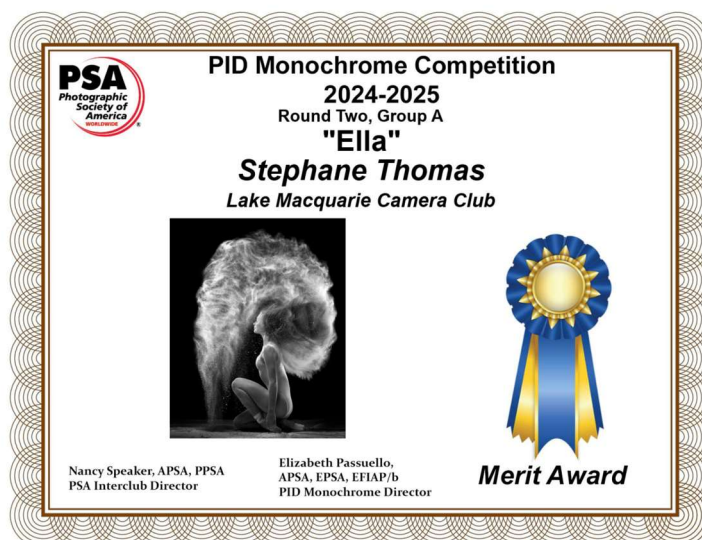 PSA
Photographic
Society of
America
WORLDWIDE
®
PID Monochrome Competition
2024-2025
Round Two, Group A
"Ella"
Stephane Thomas
Lake Macquarie Camera Club
Nancy Speaker, APSA, PPSA
PSA Interclub Director
Elizabeth Passuello,
APSA, EPSA, EFIAP/b
PID Monochrome Director
Merit Award